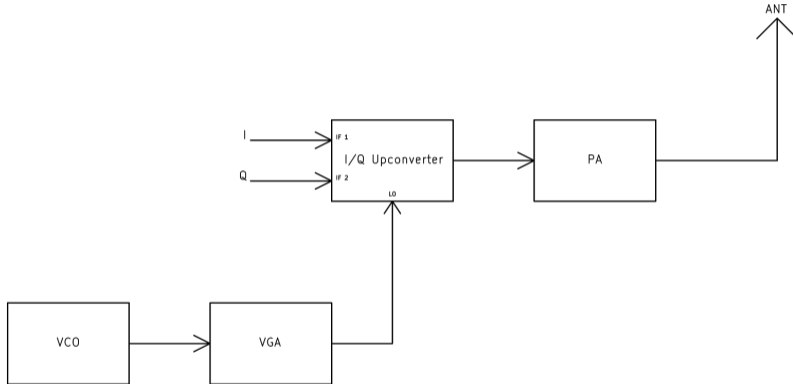 ANT
I
IF 1
I/Q Upconverter
PA
Q
IF 2
LO
VCO
VGA